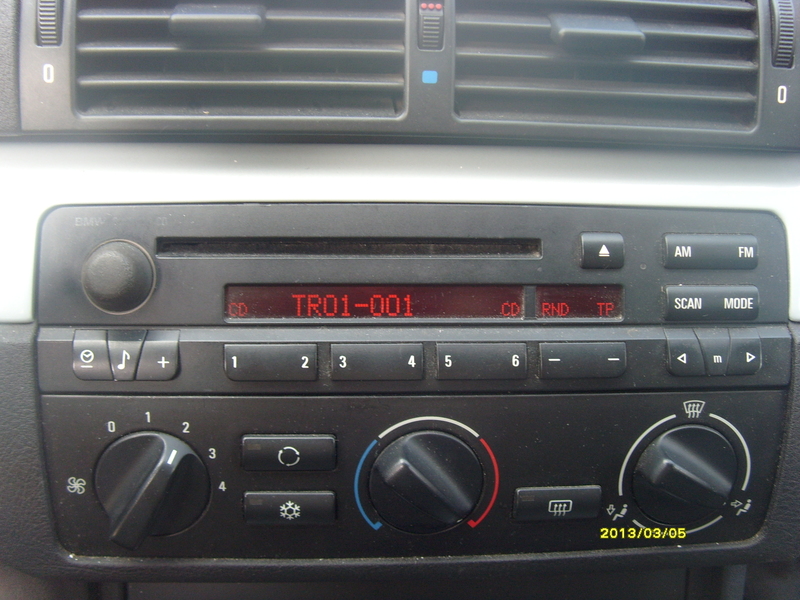 0
0
AM FM
CD TR01-001 CD RND TP
SCAN MODE
+ 1 2 3 4 5 6 — — m
0 1 2 3 4
2013/03/05